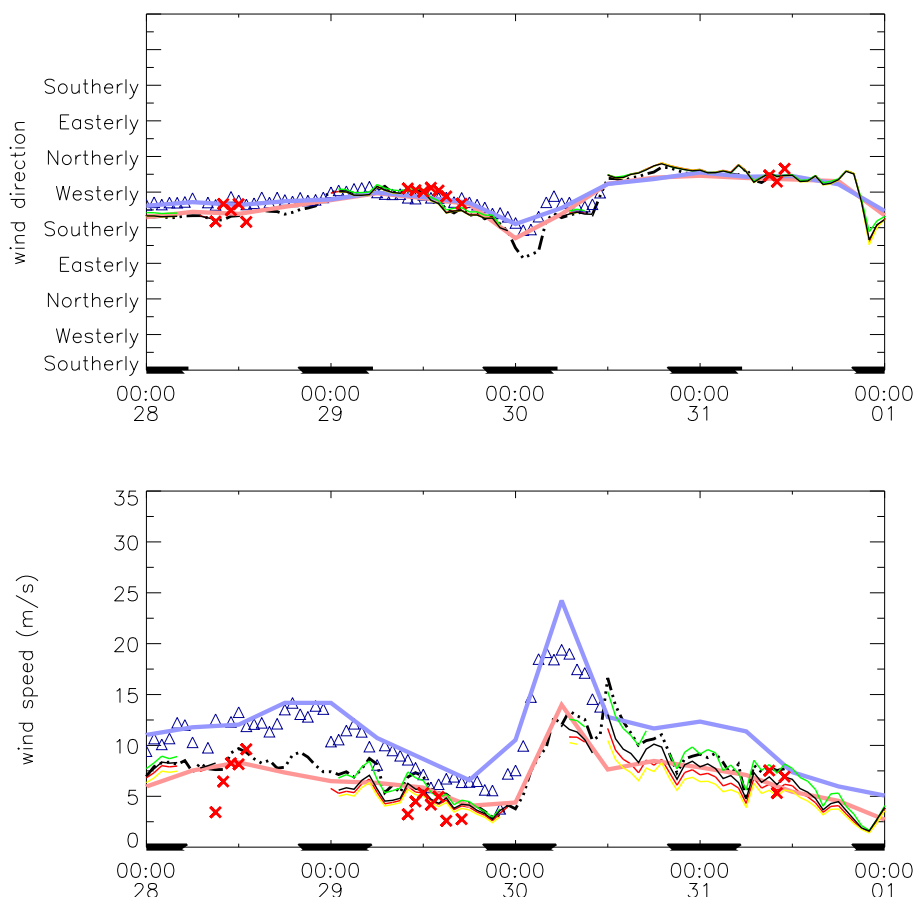 wind direction
Southerly
Easterly
Northerly
Westerly
Southerly
Easterly
Northerly
Westerly
Southerly
00:00 00:00 00:00 00:00 00:00
28 29 30 31 01
wind speed (m/s)
35
30
25
20
15
10
5
0
00:00 00:00 00:00 00:00 00:00
28 29 30 31 01